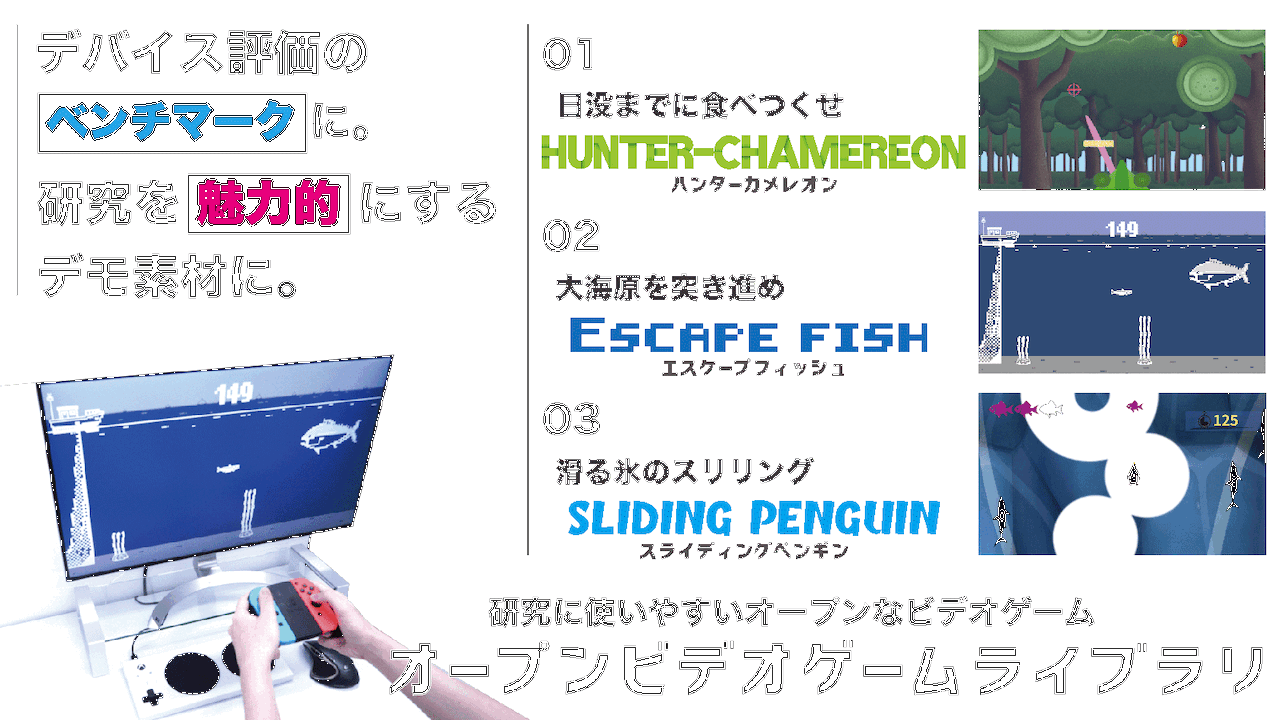 デバイス評価の
ベンチマークに。
研究を魅力的にする
デモ素材に。
149
01
日没までに食べつくせ
HUNTER-CHAMEREON
ハンターカメレオン
02
大海原を突き進め
ESCAPE FISH
エスケープフィッシュ
149
03
滑る氷のスリリング
SLIDING PENGUIN
スライディングペンギン
125
研究に使いやすいオープンなビデオゲーム
オープンビデオゲームライブラリ